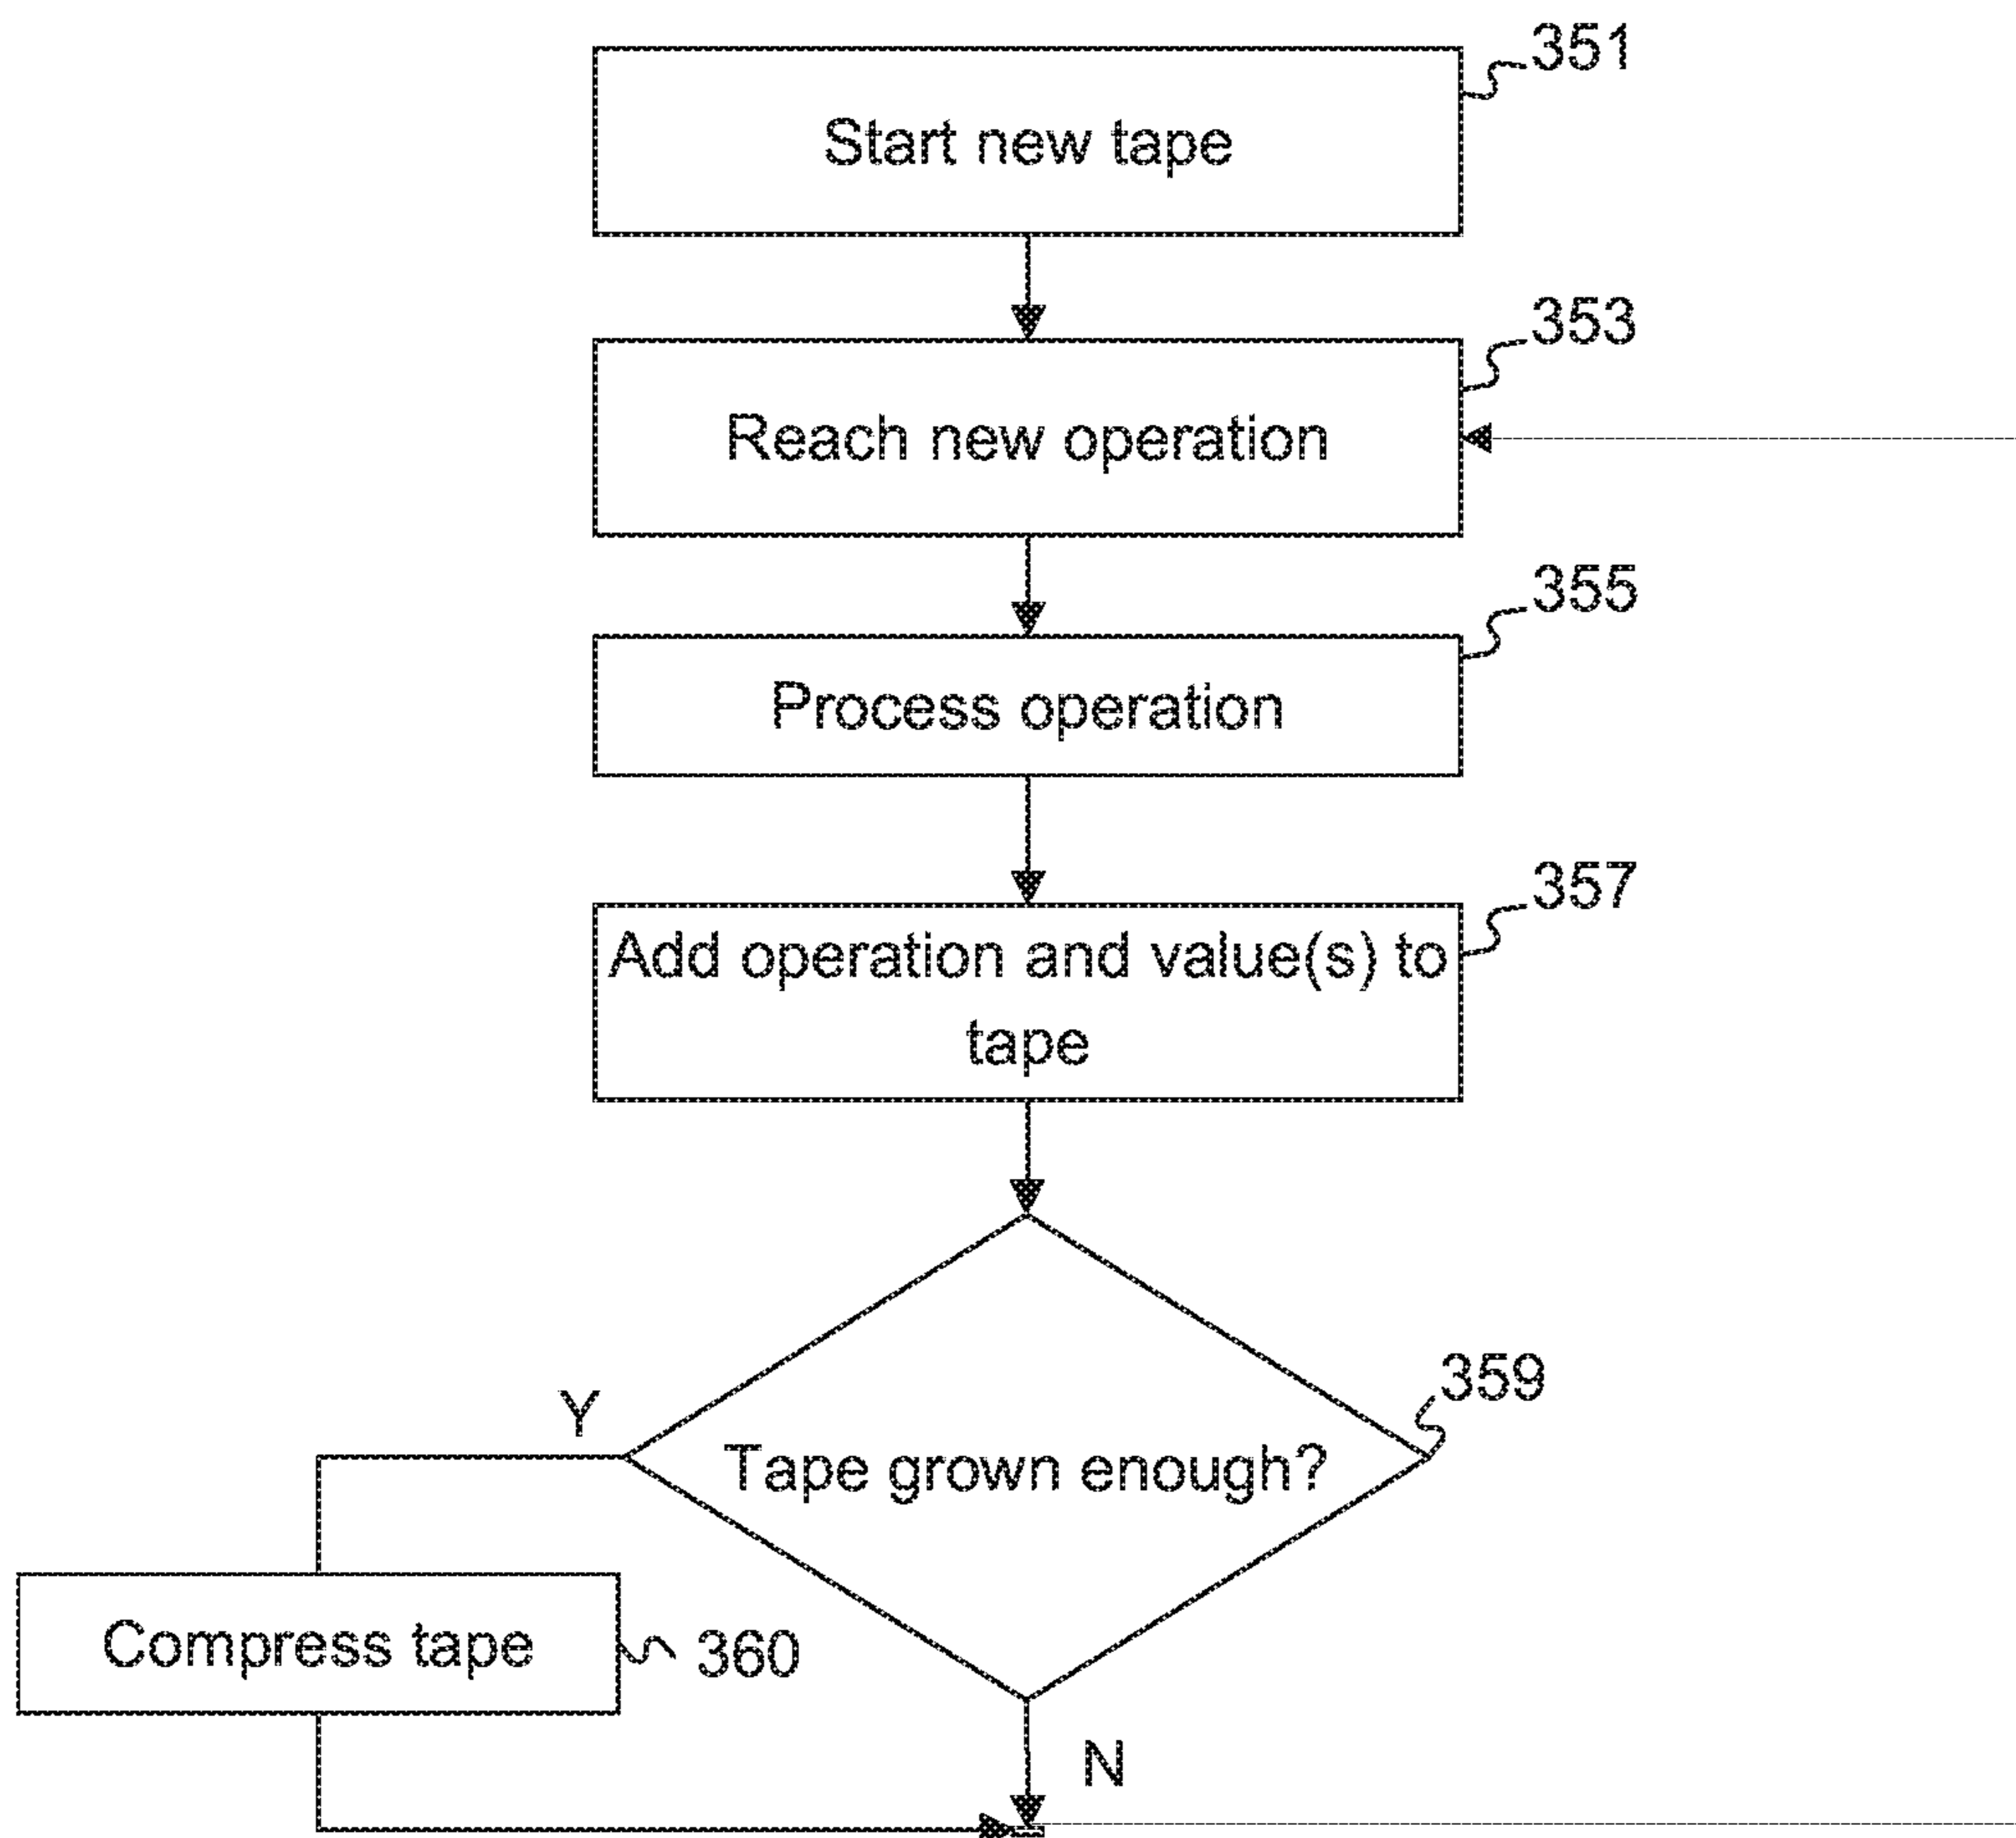 351
Start new tape
353
Reach new operation
355
Process operation
357
Add operation and value(s) to
tape
359
Y
Tape grown enough?
Compress tape
360
N